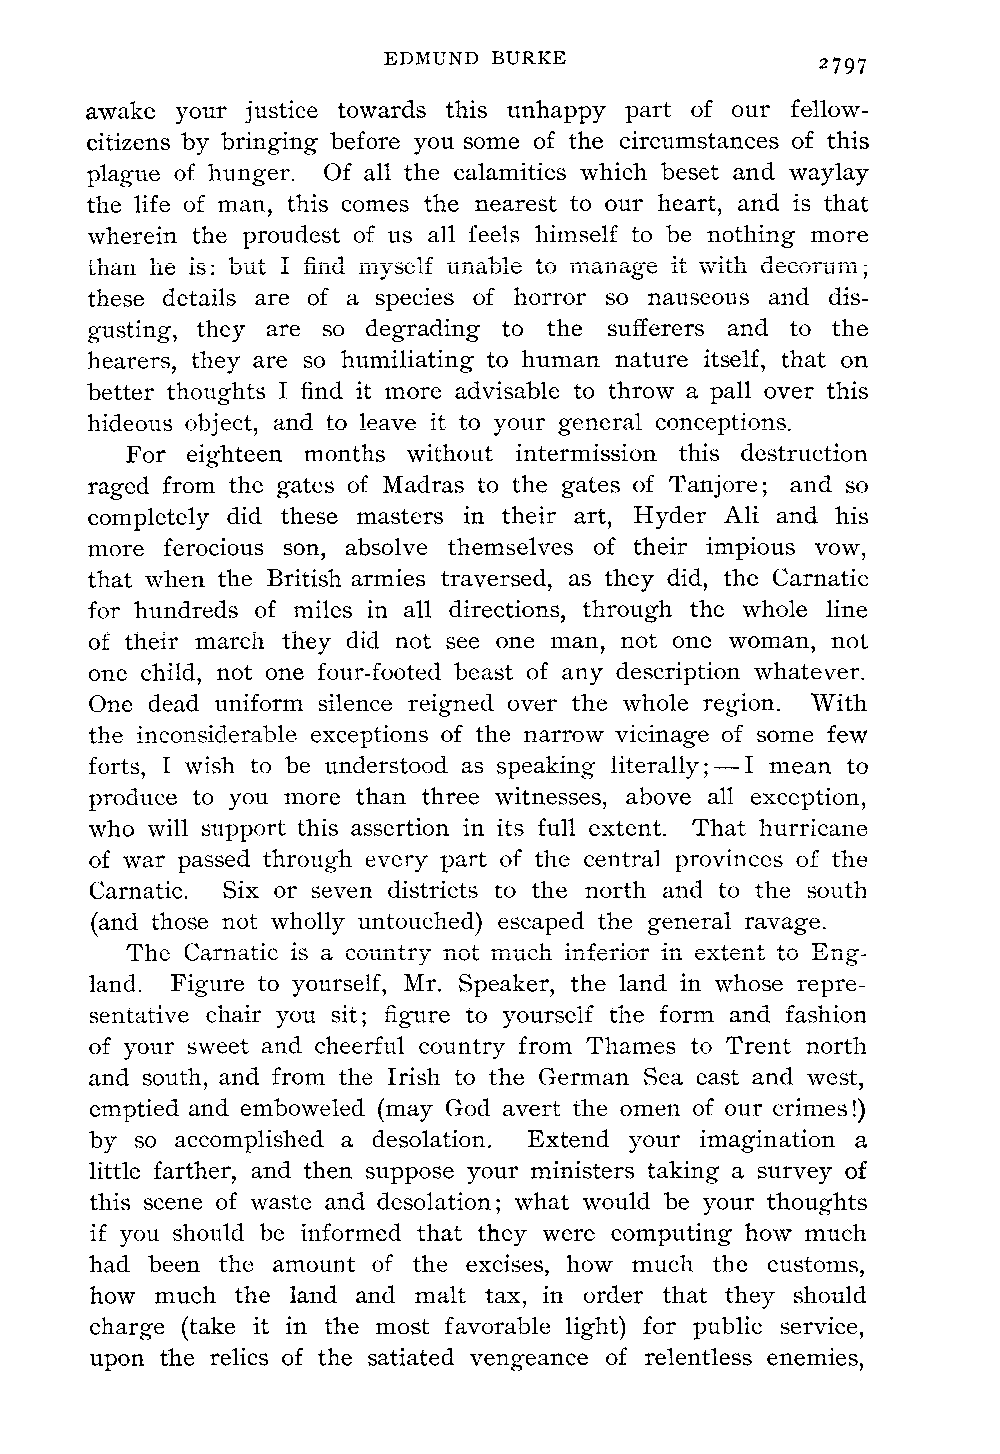 EDMUND BURKE 2797
awake your justice towards this unhappy part of our fellow-
citizens by bringing before you some of the circumstances of this
plague of hunger. Of all the calamities which beset and waylay
the life of man, this comes the nearest to our heart, and is that
wherein the proudest of us all feels himself to be nothing more
than he is: but I find myself unable to manage it with decorum;
these details are of a species of horror so nauseous and dis-
gusting, they are so degrading to the sufferers and to the
hearers, they are so humiliating to human nature itself, that on
better thoughts I find it more advisable to throw a pall over this
hideous object, and to leave it to your general conceptions.
For eighteen months without intermission this destruction
raged from the gates of Madras to the gates of Tanjore; and so
completely did these masters in their art, Hyder Ali and his
more ferocious son, absolve themselves of their impious vow,
that when the British armies traversed, as they did, the Carnatic
for hundreds of miles in all directions, through the whole line
of their march they did not see one man, not one woman, not
one child, not one four-footed beast of any description whatever.
One dead uniform silence reigned over the whole region. With
the inconsiderable exceptions of the narrow vicinage of some few
forts, I wish to be understood as speaking literally;—I mean to
produce to you more than three witnesses, above all exception,
who will support this assertion in its full extent. That hurricane
of war passed through every part of the central provinces of the
Carnatic. Six or seven districts to the north and to the south
(and those not wholly untouched) escaped the general ravage.
The Carnatic is a country not much inferior in extent to Eng-
land. Figure to yourself, Mr. Speaker, the land in whose repre-
sentative chair you sit; figure to yourself the form and fashion
of your sweet and cheerful country from Thames to Trent north
and south, and from the Irish to the German Sea east and west,
emptied and emboweled (may God avert the omen of our crimes!)
by so accomplished a desolation. Extend your imagination a
little farther, and then suppose your ministers taking a survey of
this scene of waste and desolation; what would be your thoughts
if you should be informed that they were computing how much
had been the amount of the excises, how much the customs,
how much the land and malt tax, in order that they should
charge (take it in the most favorable light) for public service,
upon the relics of the satiated vengeance of relentless enemies,